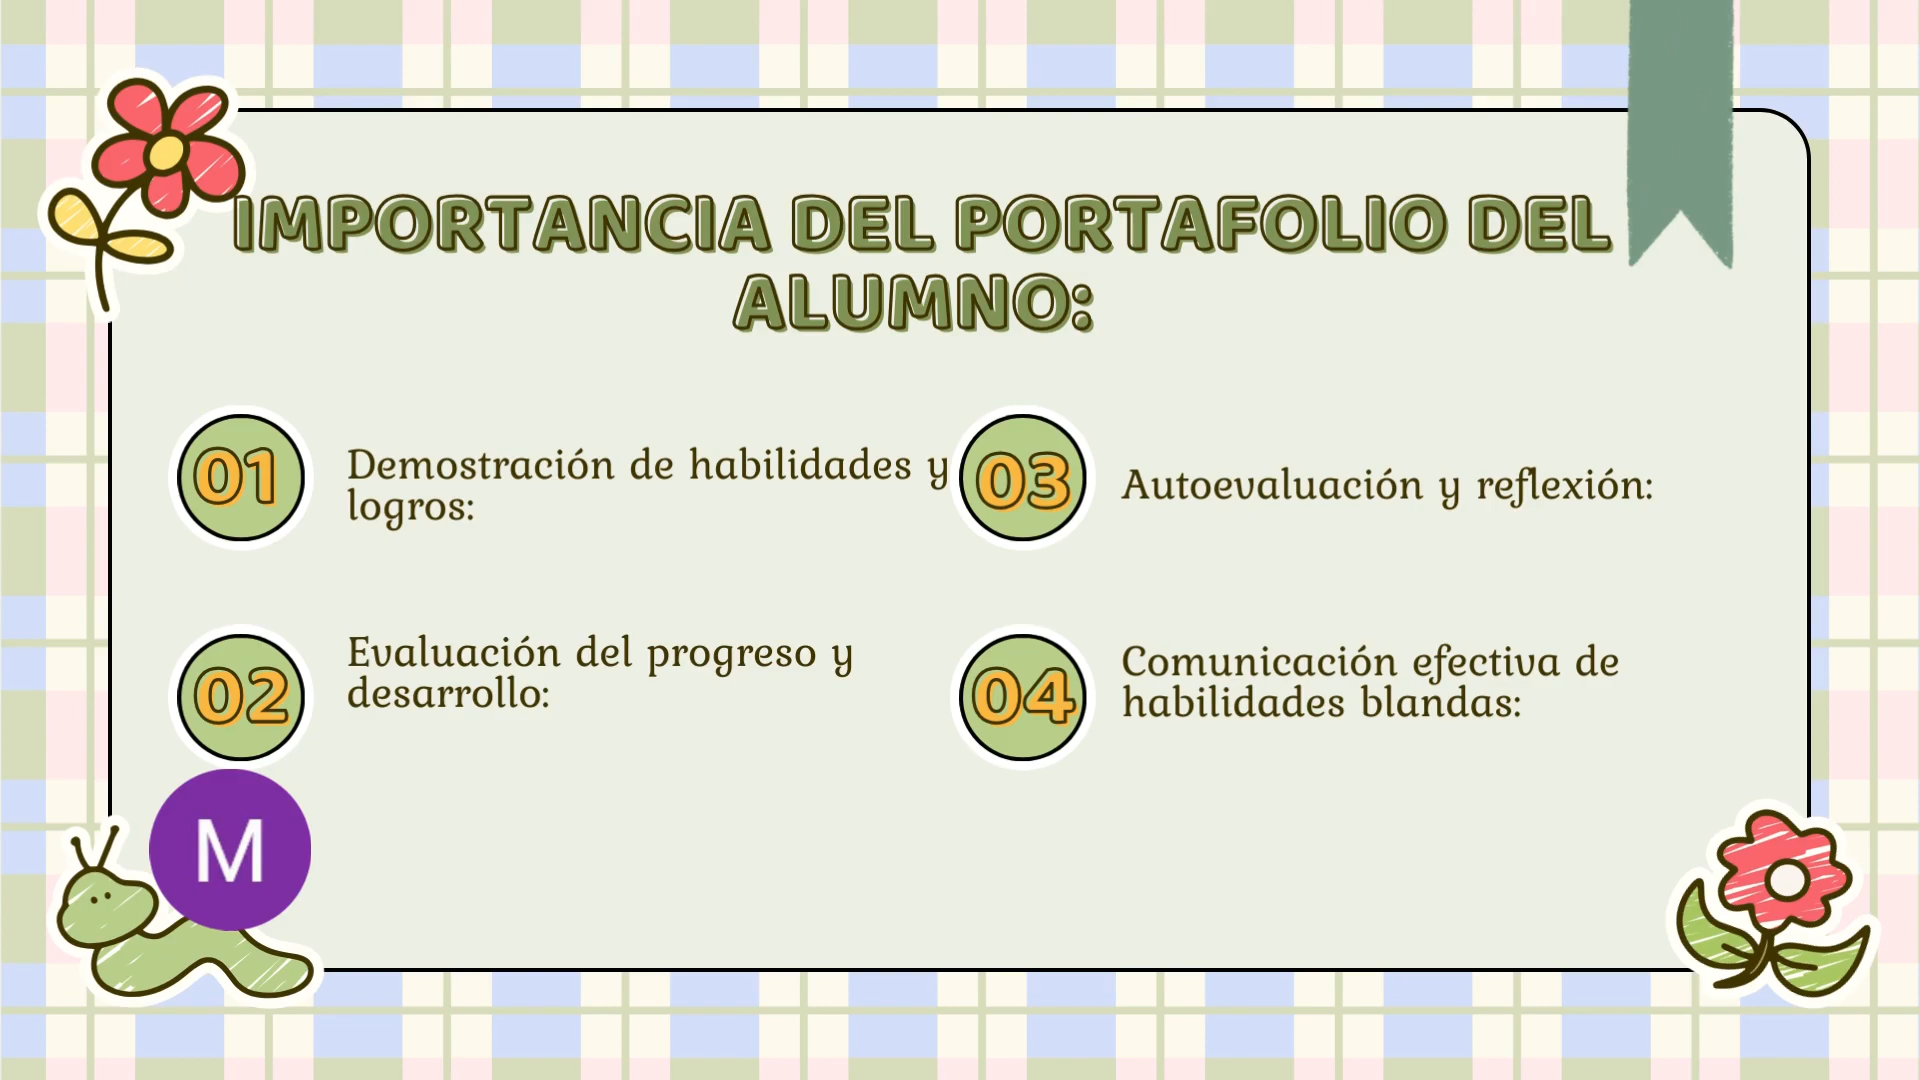 IMPORTANCIA DEL PORTAFOLIO DEL
ALUMNO:
01
Demostración de habilidades y
logros:
02
Evaluación del progreso y
desarrollo:
03
Autoevaluación y reflexión:
04
Comunicación efectiva de
habilidades blandas:
M